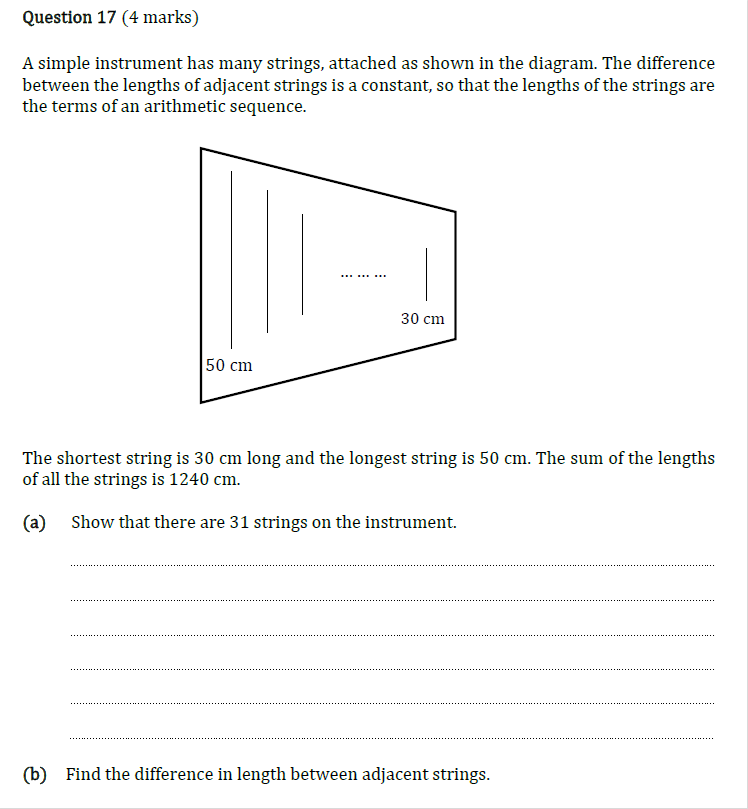 Question 17 (4 marks)
A simple instrument has many strings, attached as shown in the diagram. The difference
between the lengths of adjacent strings is a constant, so that the lengths of the strings are
the terms of an arithmetic sequence.
... ... ...
30 cm
50 cm
The shortest string is 30 cm long and the longest string is 50 cm. The sum of the lengths
of all the strings is 1240 cm.
(a) Show that there are 31 strings on the instrument.
(b) Find the difference in length between adjacent strings.